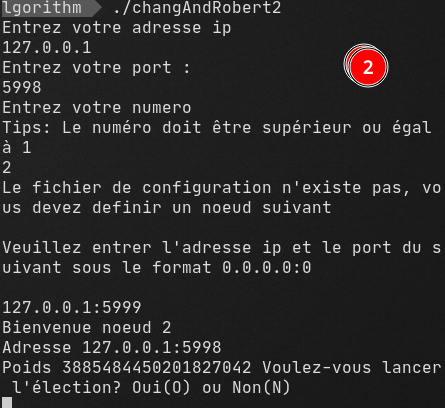 lgorithm ./changAndRobert2
Entrez votre adresse ip
127.0.0.1
Entrez votre port :
5998
Entrez votre numero
Tips: Le numéro doit être supérieur ou égal
à 1
2
Le fichier de configuration n'existe pas, vo
us devez definir un noeud suivant
Veuillez entrer l'adresse ip et le port du s
uivant sous le format 0.0.0.0:0
127.0.0.1:5999
Bienvenue noeud 2
Adresse 127.0.0.1:5998
Poids 3885484450201827042 Voulez-vous lancer
l'élection? Oui(O) ou Non(N)
2